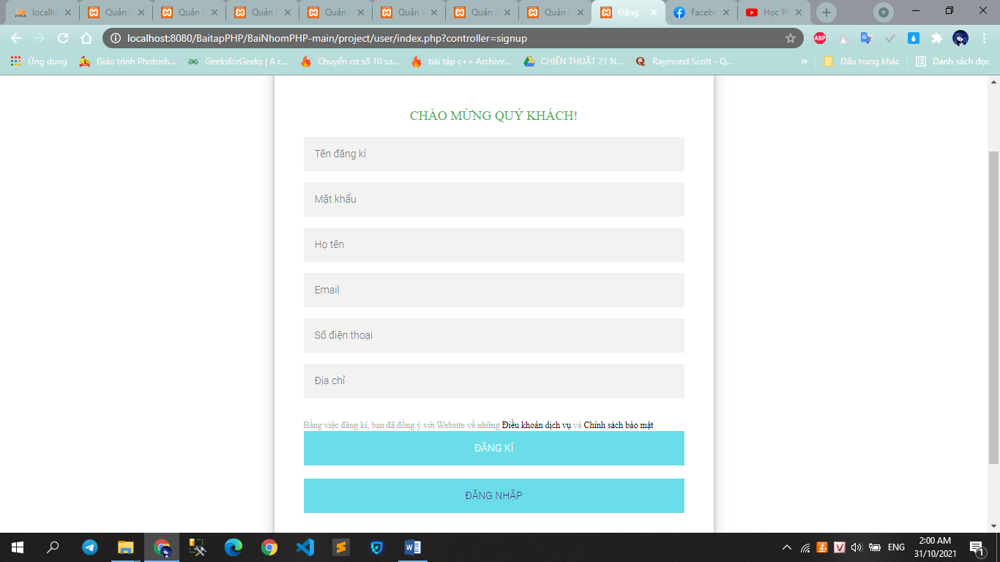 localho
Quản
Quản
Quản
Quản
Quản
Quản
Quản
Đăng
Facebo
Học P
localhost:8080/BaitapPHP/BaiNhomPHP-main/project/user/index.php?controller=signup
ABP
Ứng dụng
Giáo trình Photosh...
GeeksforGeeks | A c...
Chuyển cơ số 10 sa...
bài tập c++ Archive...
CHIẾN THUẬT 21 N...
Raymond Scott - Q...
»
Dấu trang khác
Danh sách đọc
CHÀO MỪNG QUÝ KHÁCH!
Tên đăng kí
Mật khẩu
Họ tên
Email
Số điện thoại
Địa chỉ
Bằng việc đăng kí, bạn đã đồng ý với Website về những Điều khoản dịch vụ và Chính sách bảo mật
ĐĂNG KÍ
ĐĂNG NHẬP
ENG
2:00 AM
31/10/2021
1